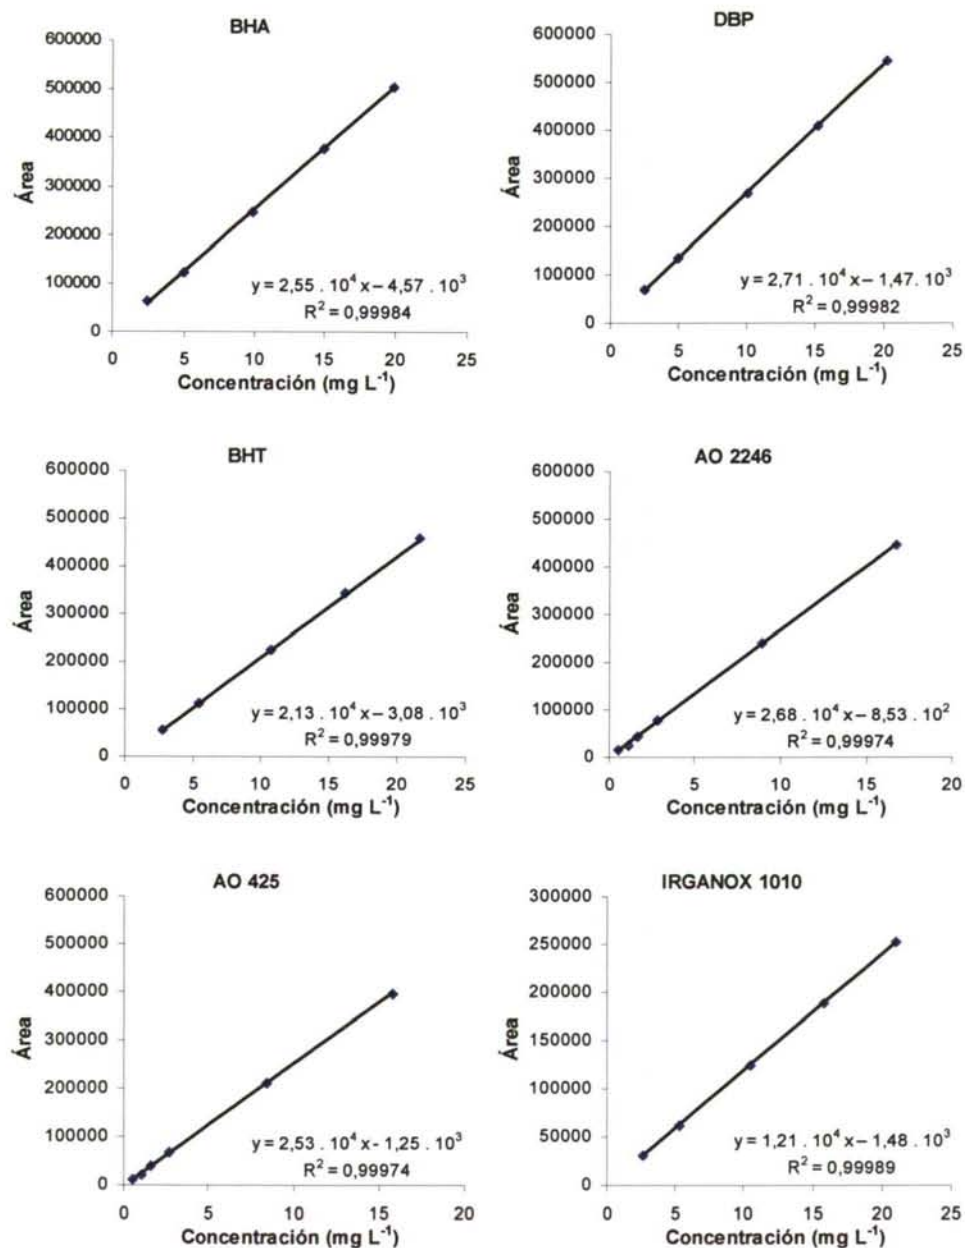 BHA
600000
500000
400000
300000
200000
100000
0
Área
y = 2,55 . 10⁴ x – 4,57 . 10³
R² = 0,99984
0 5 10 15 20
Concentración (mg L⁻¹)
DBP
600000
500000
400000
300000
200000
100000
0
Área
y = 2,71 . 10⁴ x – 1,47 . 10³
R² = 0,99982
0 5 10 15 20 25
Concentración (mg L⁻¹)
BHT
600000
500000
400000
300000
200000
100000
0
Área
y = 2,13 . 10⁴ x – 3,08 . 10³
R² = 0,99979
0 5 10 15 20 25
Concentración (mg L⁻¹)
AO 2246
600000
500000
400000
300000
200000
100000
0
Área
y = 2,68 . 10⁴ x – 8,53 . 10²
R² = 0,99974
0 5 10 15 20
Concentración (mg L⁻¹)
AO 425
600000
500000
400000
300000
200000
100000
0
Área
y = 2,53 . 10⁴ x - 1,25 . 10³
R² = 0,99974
0 5 10 15 20
Concentración (mg L⁻¹)
IRGANOX 1010
300000
250000
200000
150000
100000
50000
0
Área
y = 1,21 . 10⁴ x – 1,48 . 10³
R² = 0,99989
0 5 10 15 20 25
Concentración (mg L⁻¹)